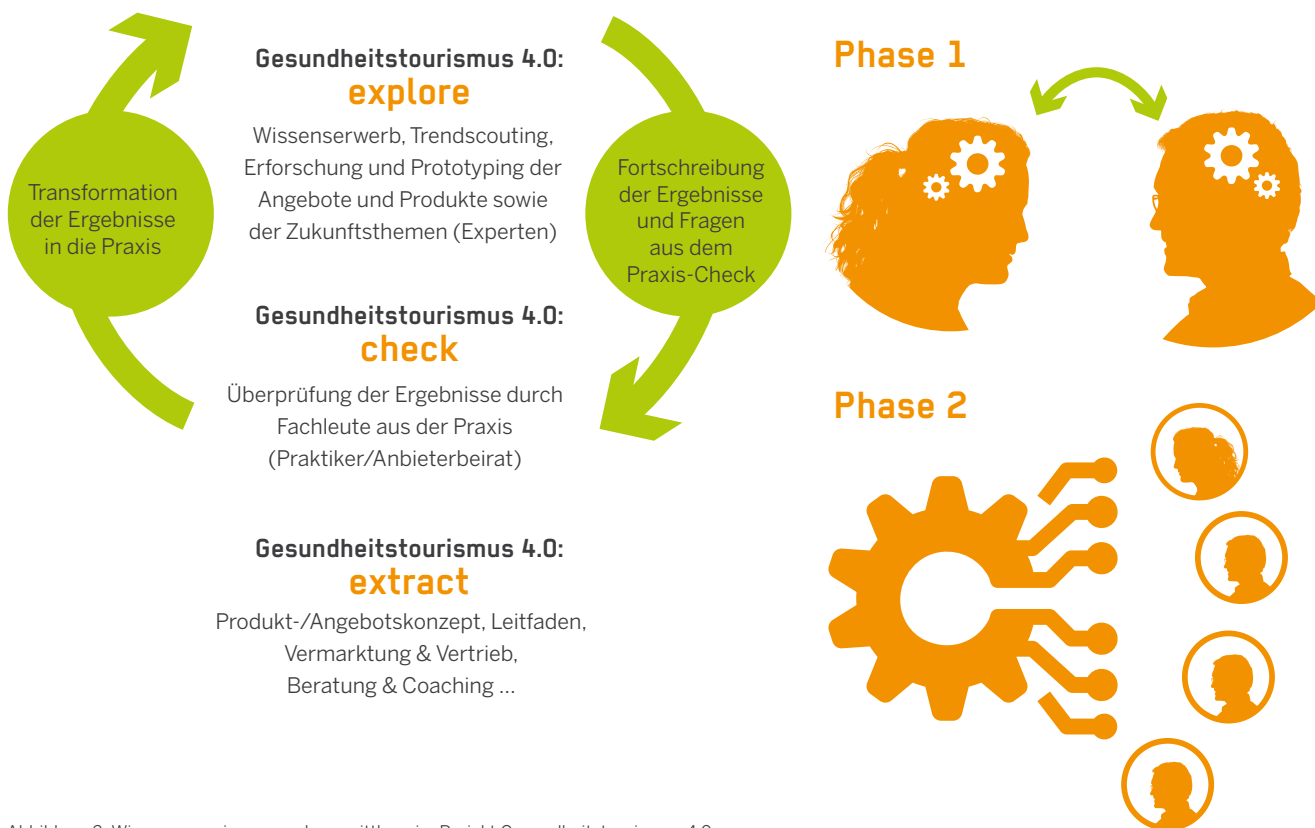 Gesundheitstourismus 4.0:
explore
Wissenserwerb, Trendscouting,
Erforschung und Prototyping der
Angebote und Produkte sowie
der Zukunftsthemen (Experten)
Transformation
der Ergebnisse
in die Praxis
Fortschreibung
der Ergebnisse
und Fragen
aus dem
Praxis-Check
Gesundheitstourismus 4.0:
check
Überprüfung der Ergebnisse durch
Fachleute aus der Praxis
(Praktiker/Anbieterbeirat)
Gesundheitstourismus 4.0:
extract
Produkt-/Angebotskonzept, Leitfaden,
Vermarktung & Vertrieb,
Beratung & Coaching ...
Phase 1
Phase 2